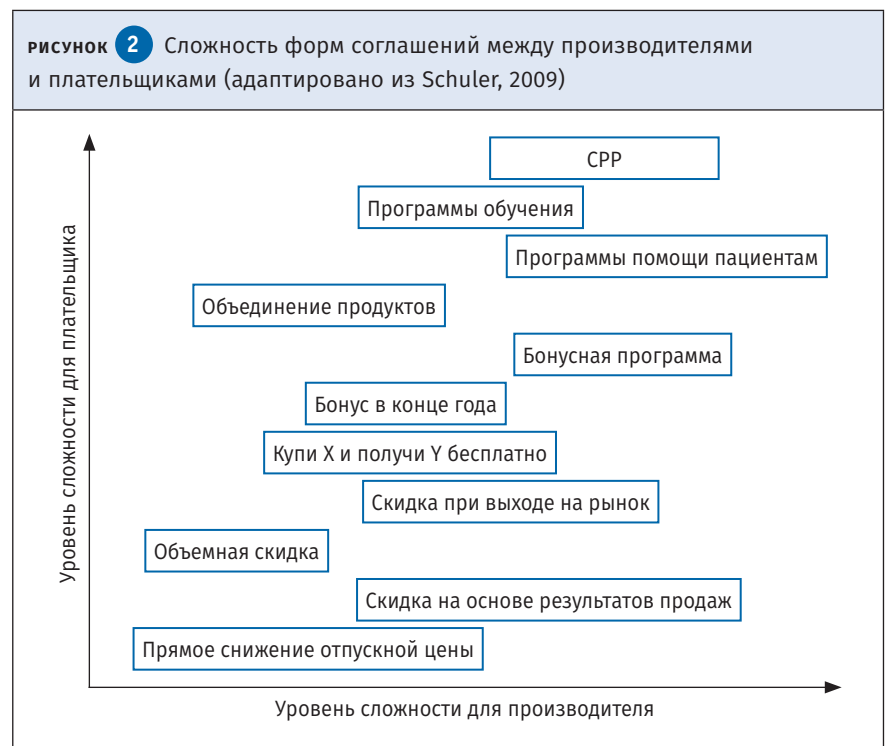 РИСУНОК 2 Сложность форм соглашений между производителями
и плательщиками (адаптировано из Schuler, 2009)
Уровень сложности для плательщика
СРР
Программы обучения
Программы помощи пациентам
Объединение продуктов
Бонусная программа
Бонус в конце года
Купи X и получи Y бесплатно
Скидка при выходе на рынок
Объемная скидка
Скидка на основе результатов продаж
Прямое снижение отпускной цены
Уровень сложности для производителя